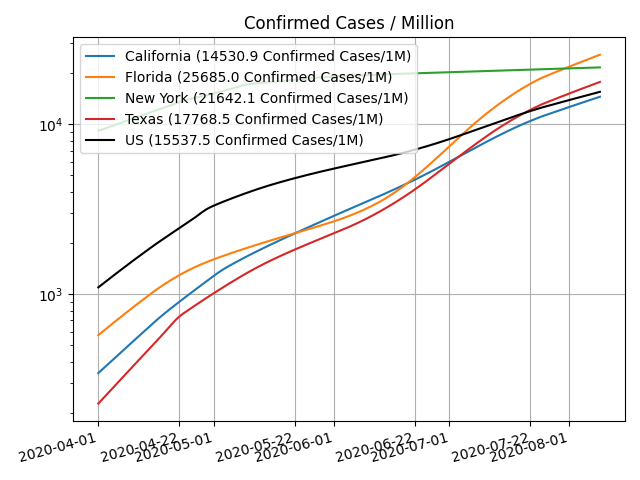 Confirmed Cases / Million
California (14530.9 Confirmed Cases/1M)
Florida (25685.0 Confirmed Cases/1M)
New York (21642.1 Confirmed Cases/1M)
Texas (17768.5 Confirmed Cases/1M)
US (15537.5 Confirmed Cases/1M)
10⁴
10³
2020-04-01
2020-04-22
2020-05-01
2020-05-22
2020-06-01
2020-06-22
2020-07-01
2020-07-22
2020-08-01